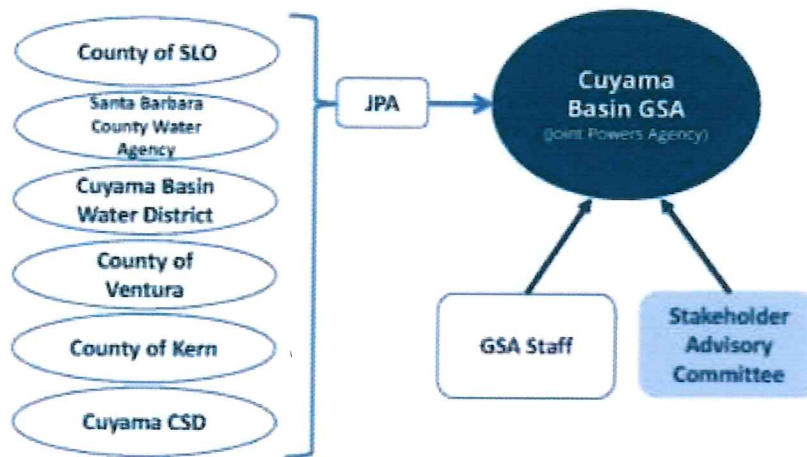 County of SLO
Santa Barbara
County Water
Agency
Cuyama Basin
Water District
County of
Ventura
County of Kern
Cuyama CSD
JPA
Cuyama
Basin GSA
(Joint Powers Agency)
GSA Staff
Stakeholder
Advisory
Committee